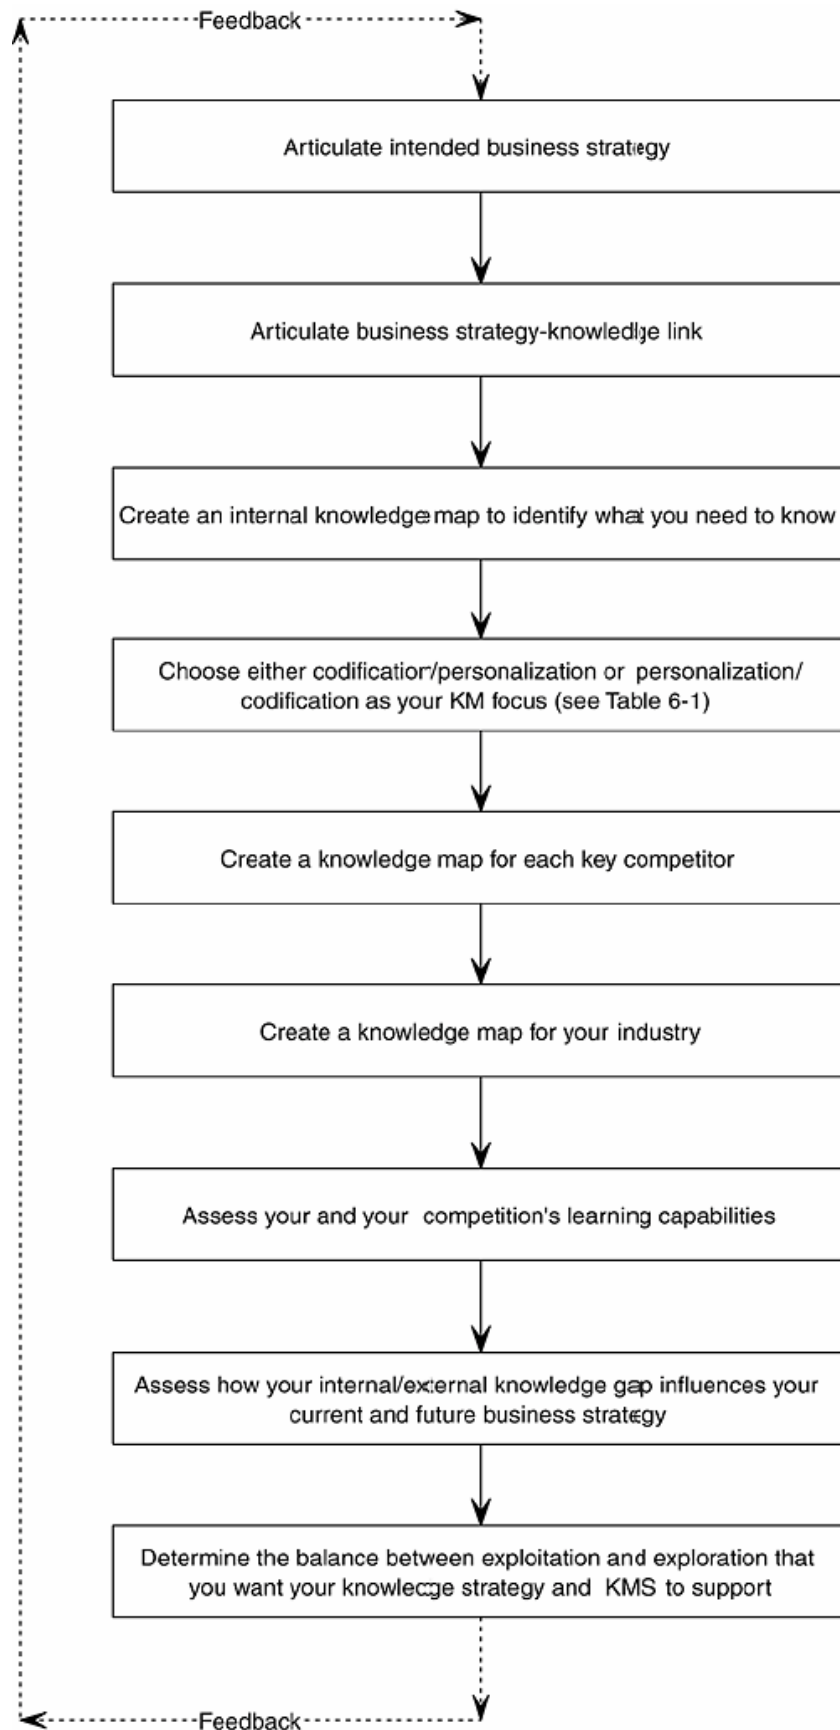 Feedback
Articulate intended business strategy
Articulate business strategy-knowledge link
Create an internal knowledge map to identify what you need to know
Choose either codification/personalization or personalization/
codification as your KM focus (see Table 6-1)
Create a knowledge map for each key competitor
Create a knowledge map for your industry
Assess your and your competition's learning capabilities
Assess how your internal/external knowledge gap influences your
current and future business strategy
Determine the balance between exploitation and exploration that
you want your knowledge strategy and KMS to support
Feedback